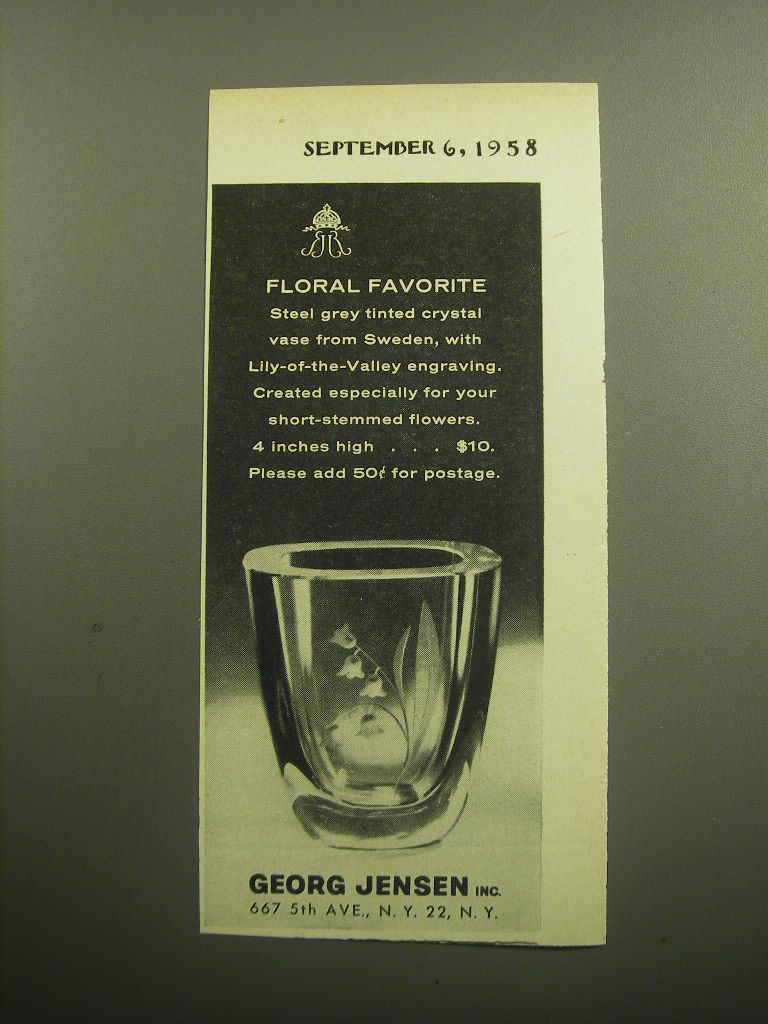 SEPTEMBER 6, 1958
FLORAL FAVORITE
Steel grey tinted crystal
vase from Sweden, with
Lily-of-the-Valley engraving.
Created especially for your
short-stemmed flowers.
4 inches high . . . $10.
Please add 50¢ for postage.
GEORG JENSEN INC.
667 5th AVE., N. Y. 22, N. Y.